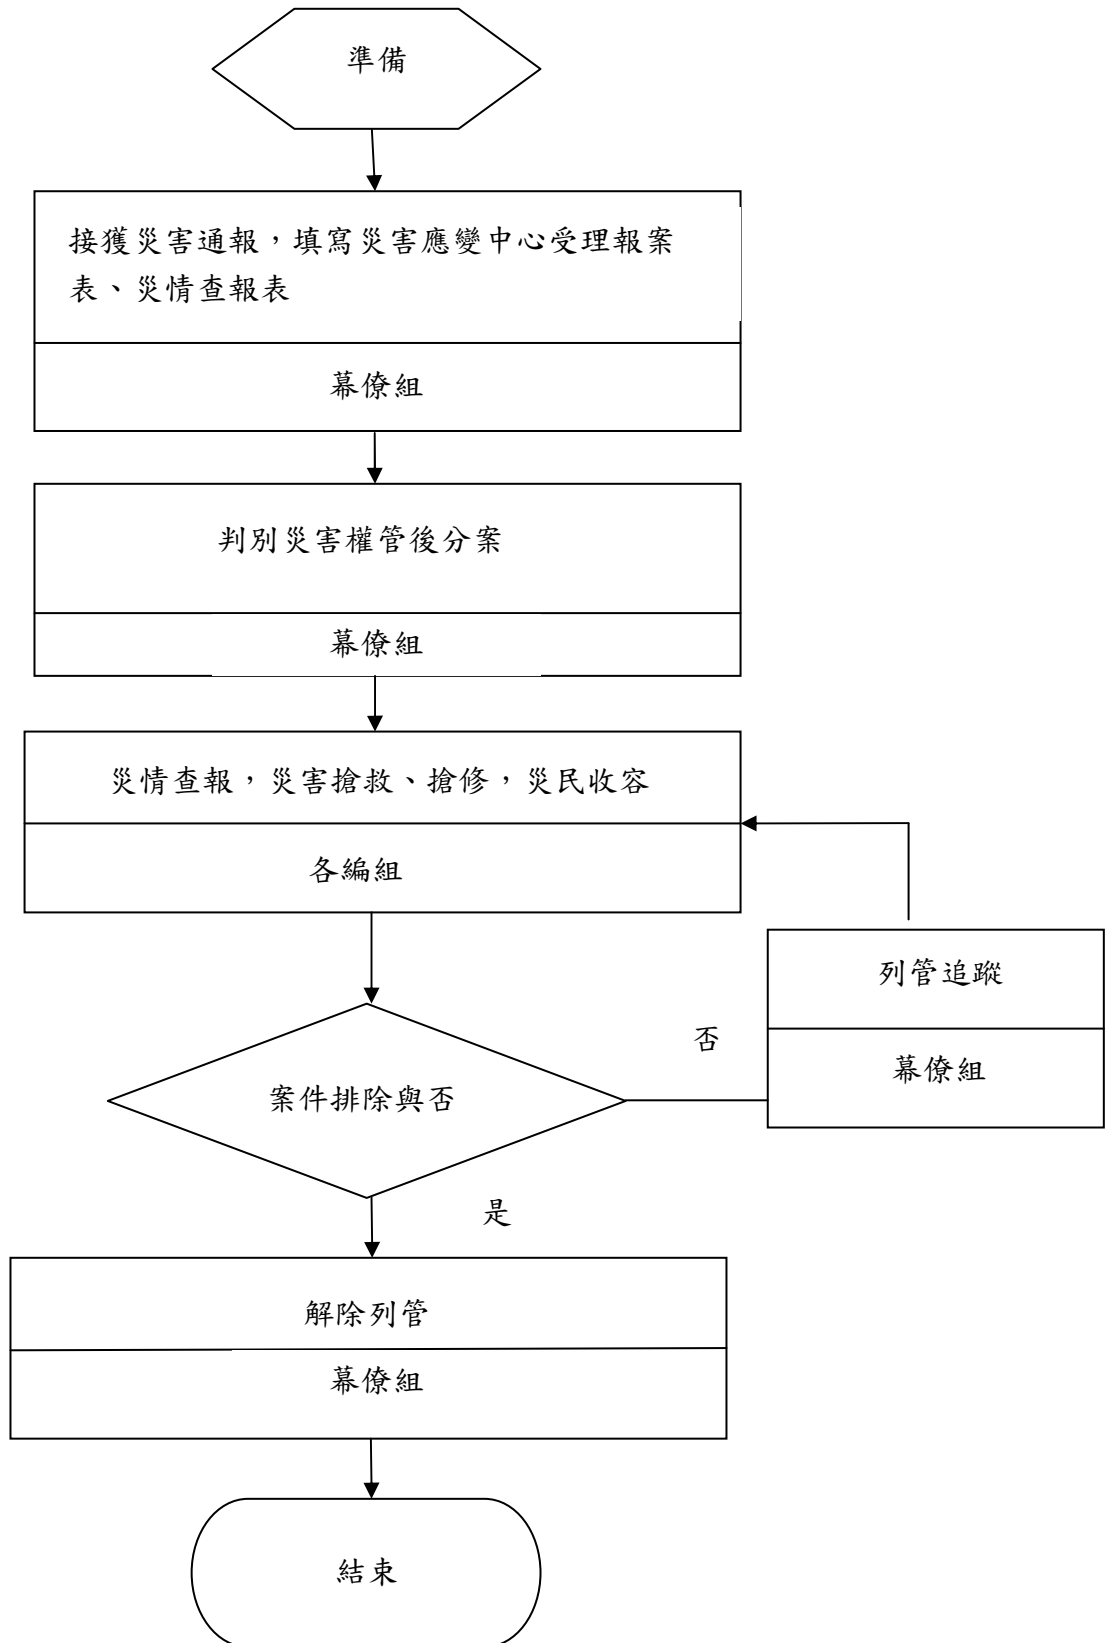 準備
接獲災害通報，填寫災害應變中心受理報案
表、災情查報表
幕僚組
判別災害權管後分案
幕僚組
災情查報，災害搶救、搶修，災民收容
各編組
列管追蹤
否
幕僚組
案件排除與否
是
解除列管
幕僚組
結束